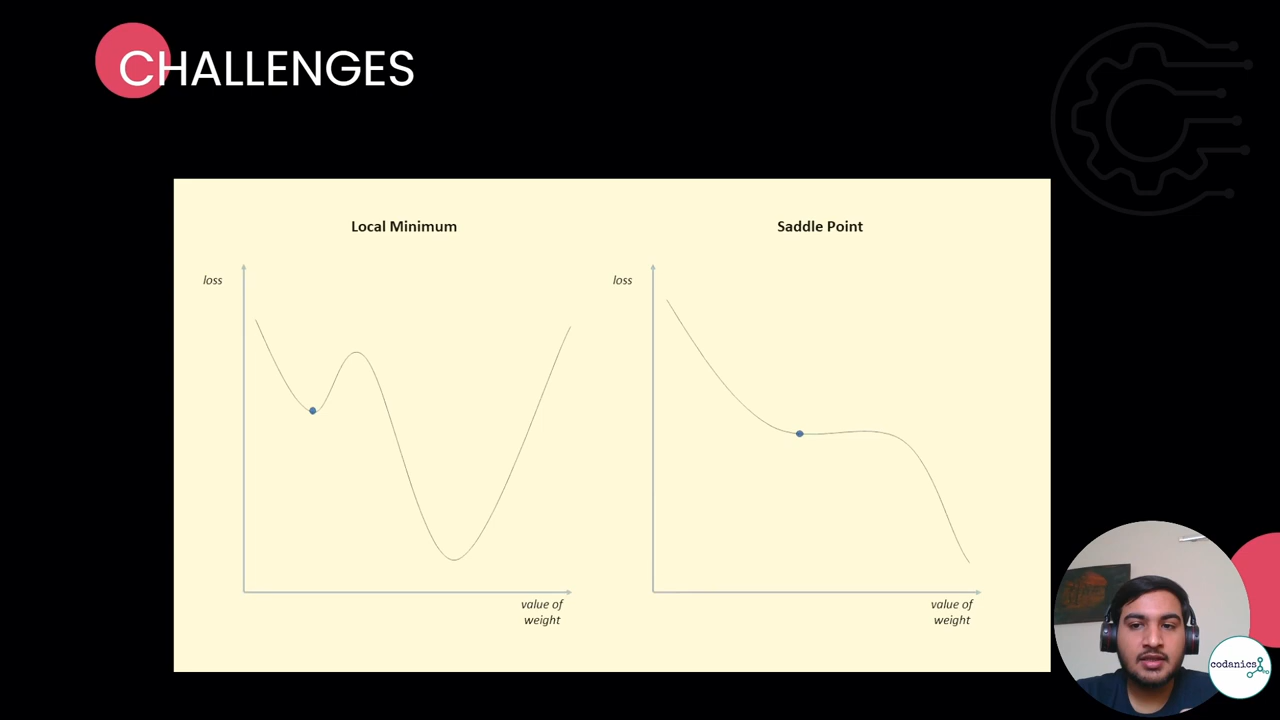 CHALLENGES
Local Minimum
Saddle Point
loss
loss
value of
weight
value of
weight
codanics